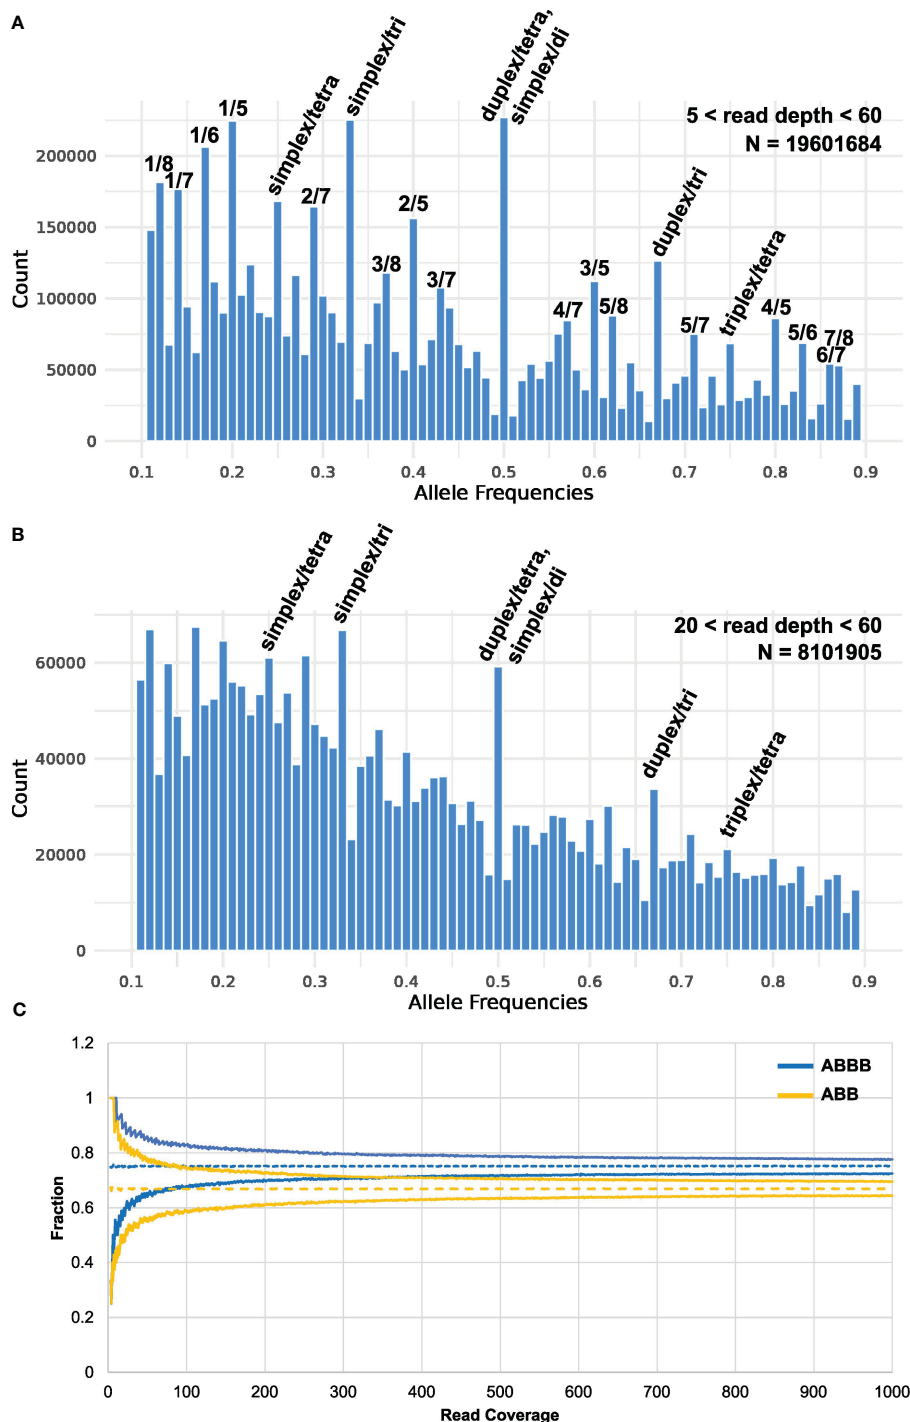 A
5 < read depth < 60
N = 19601684
1/8
1/7
1/6
1/5
simplex/tetra
2/7
simplex/tri
3/8
2/5
3/7
duplex/tetra,
simplex/di
4/7
3/5
5/8
duplex/tri
5/7
triplex/tetra
4/5
5/6
7/8
6/7
Count
200000
150000
100000
50000
0
0.1 0.2 0.3 0.4 0.5 0.6 0.7 0.8 0.9
Allele Frequencies
B
20 < read depth < 60
N = 8101905
simplex/tetra
simplex/tri
duplex/tetra,
simplex/di
duplex/tri
triplex/tetra
Count
60000
40000
20000
0
0.1 0.2 0.3 0.4 0.5 0.6 0.7 0.8 0.9
Allele Frequencies
C
ABBB
ABB
Fraction
1.2
1
0.8
0.6
0.4
0.2
0
0 100 200 300 400 500 600 700 800 900 1000
Read Coverage